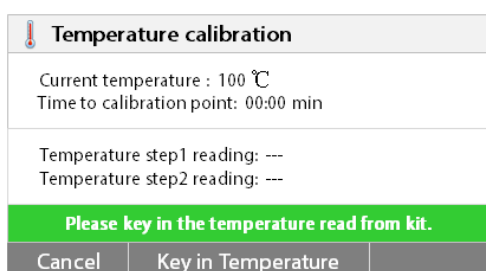 Temperature calibration
Current temperature : 100 ℃
Time to calibration point: 00:00 min
Temperature step1 reading: ---
Temperature step2 reading: ---
Please key in the temperature read from kit.
Cancel Key in Temperature